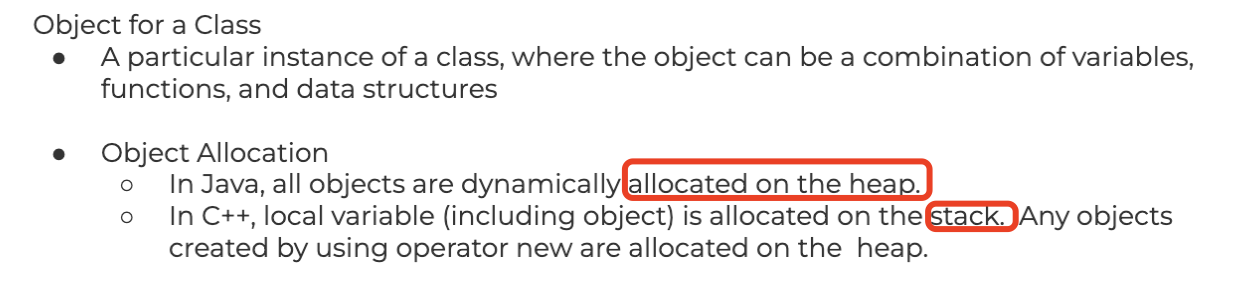 Object for a Class
● A particular instance of a class, where the object can be a combination of variables,
functions, and data structures
● Object Allocation
○ In Java, all objects are dynamically allocated on the heap.
○ In C++, local variable (including object) is allocated on the stack. Any objects
created by using operator new are allocated on the  heap.